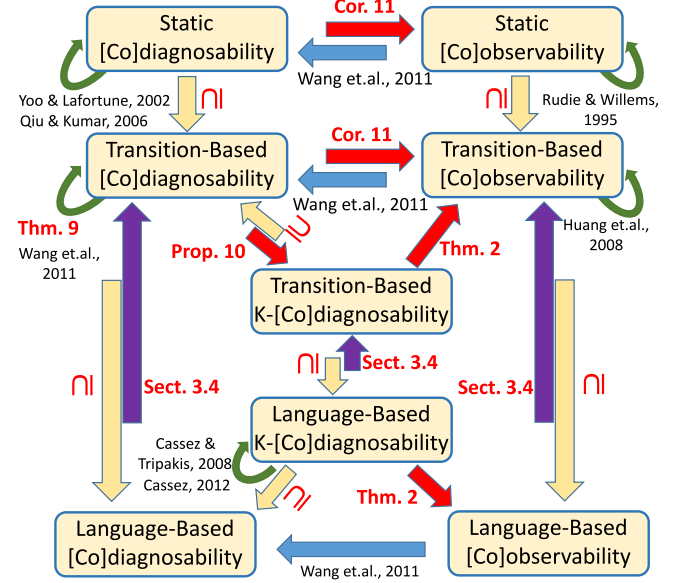 Cor. 11
Static
[Co]diagnosability
Static
[Co]observability
Wang et.al., 2011
Yoo & Lafortune, 2002
Qiu & Kumar, 2006
⊆
⊆
Rudie & Willems,
1995
Cor. 11
Transition-Based
[Co]diagnosability
Transition-Based
[Co]observability
Wang et.al., 2011
Thm. 9
Wang et.al.,
2011
Prop. 10
⊆
Thm. 2
Huang et.al.,
2008
Transition-Based
K-[Co]diagnosability
⊆
Sect. 3.4
⊆
Sect. 3.4
Sect. 3.4
⊆
Language-Based
K-[Co]diagnosability
Cassez &
Tripakis, 2008
Cassez, 2012
⊆
Thm. 2
Language-Based
[Co]diagnosability
Language-Based
[Co]observability
Wang et.al., 2011